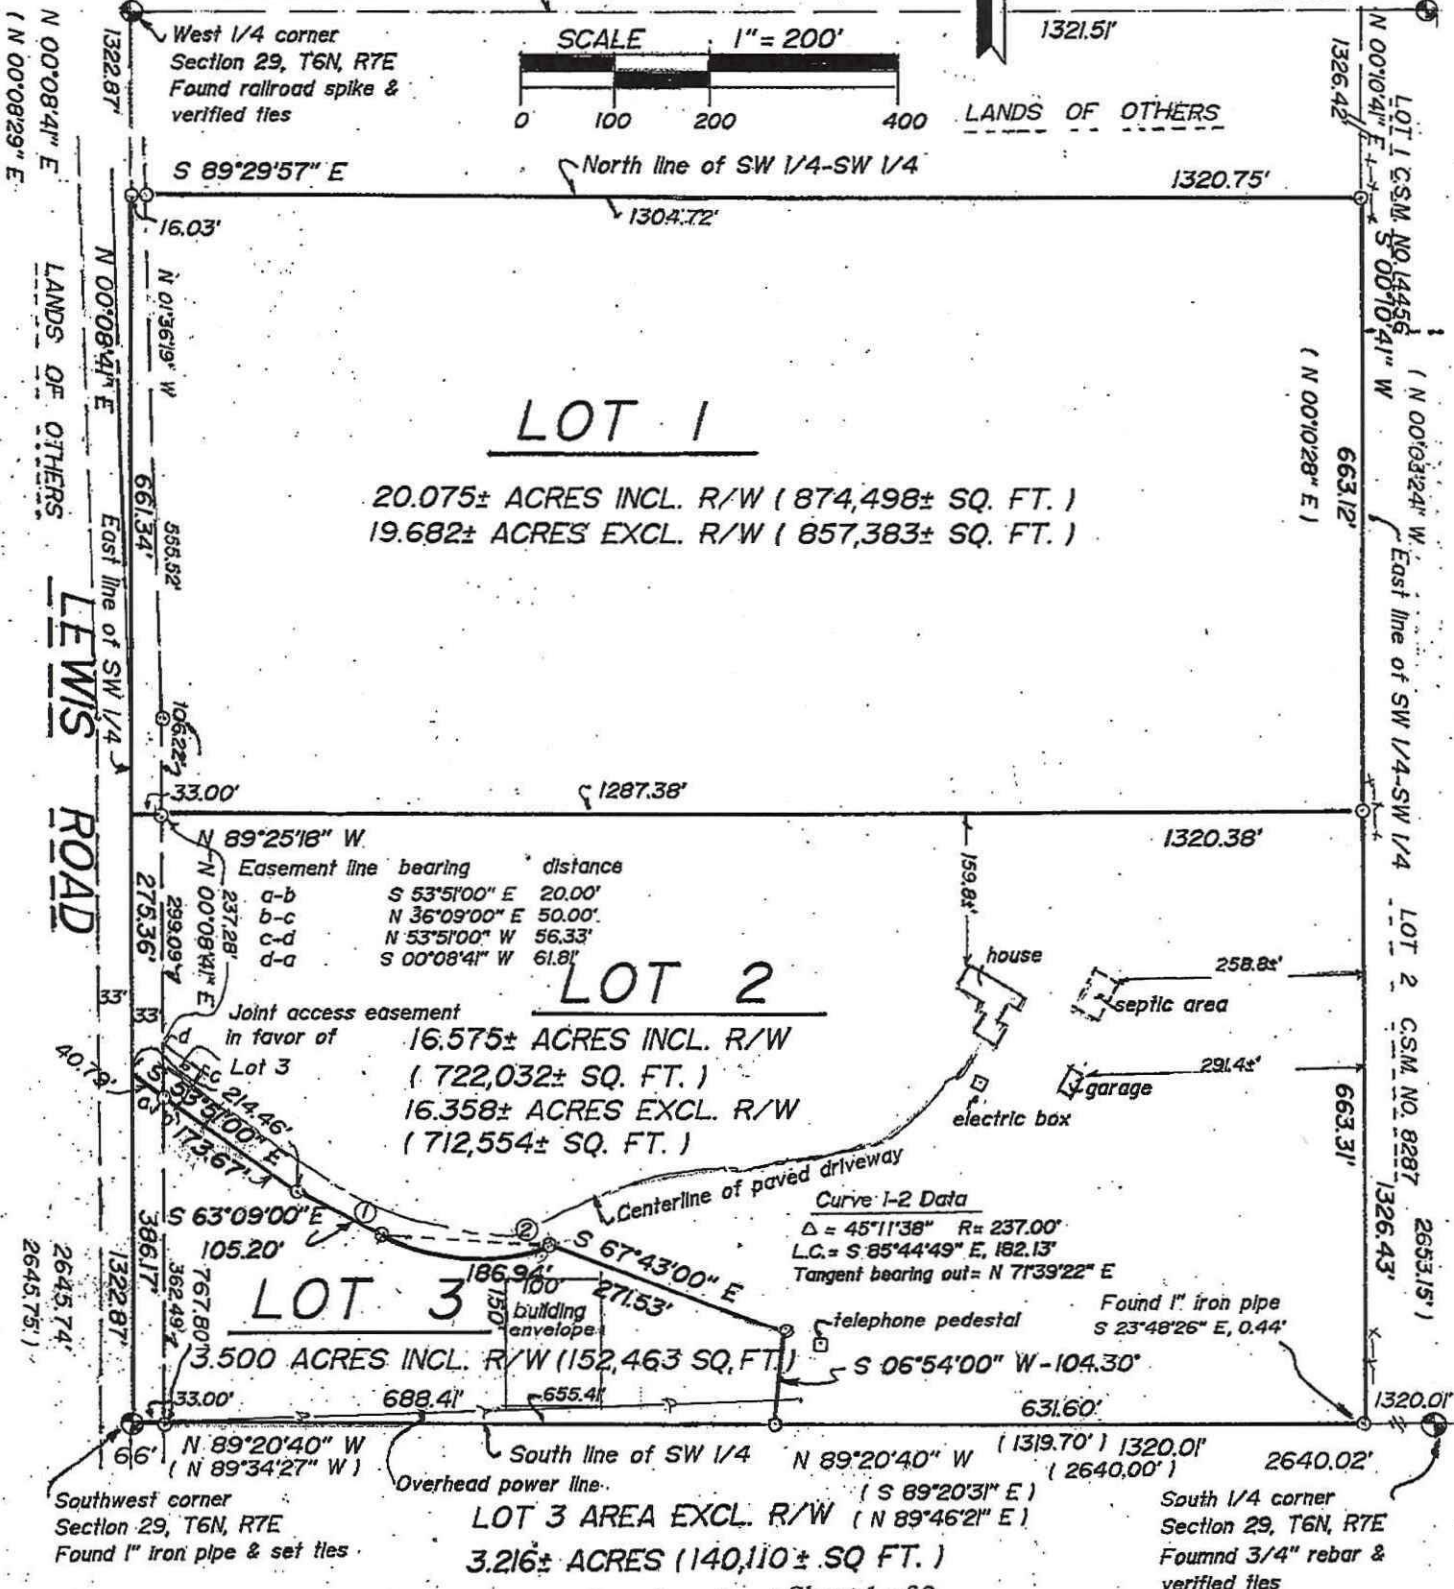 1321.51'
West 1/4 corner
Section 29, T6N, R7E
Found railroad spike &
verified ties
SCALE 1" = 200'
0 100 200 400
LANDS OF OTHERS
N 00°08'41" E
( N 00°08'29" E
1322.87'
N 00°10'41" E
1326.42'
LOT 1 C.S.M. NO. 14456
S 89°29'57" E
North line of SW 1/4-SW 1/4
1320.75'
16.03'
1304.72'
N 00°08'41" E
N 01°36'19" W
LANDS OF OTHERS
S 00°10'41" W
( N 00°10'28" E )
( N 00°03'24" W
663.12'
East line of SW 1/4-SW 1/4
LOT 1
20.075± ACRES INCL. R/W ( 874,498± SQ. FT. )
19.682± ACRES EXCL. R/W ( 857,383± SQ. FT. )
661.34'
555.52'
East line of SW 1/4
LEWIS ROAD
106.22'
33.00'
1287.38'
N 89°25'18" W
1320.38'
Easement line bearing distance
a-b S 53°51'00" E 20.00'
b-c N 36°09'00" E 50.00'
c-d N 53°51'00" W 56.33'
d-a S 00°08'41" W 61.81'
275.36'
299.09'
N 00°08'41" E
237.28'
159.8±'
LOT 2
16.575± ACRES INCL. R/W
( 722,032± SQ. FT. )
16.358± ACRES EXCL. R/W
( 712,554± SQ. FT. )
house
258.8±'
septic area
291.4±'
garage
electric box
LOT 2 C.S.M. NO. 8287
663.31'
1326.43'
2653.15' )
33'
33'
Joint access easement
in favor of
Lot 3
d
c
b
a
40.79'
S 53°51'00" E
214.46'
173.67'
Centerline of paved driveway
Curve 1-2 Data
Δ = 45°11'38" R= 237.00'
L.C.= S 85°44'49" E, 182.13'
Tangent bearing out= N 71°39'22" E
1
2
S 63°09'00" E
105.20'
186.94'
S 67°43'00" E
271.53'
LOT 3
100'
150'
building
envelope
3.500 ACRES INCL. R/W (152,463 SQ. FT.)
telephone pedestal
S 06°54'00" W-104.30'
Found 1" iron pipe
S 23°48'26" E, 0.44'
386.17'
362.49'
767.80'
1322.87'
2645.74'
2645.75' )
33.00'
688.41'
655.41'
631.60'
1320.01'
66'
N 89°20'40" W
( N 89°34'27" W )
South line of SW 1/4
N 89°20'40" W
( 1319.70' ) 1320.01'
( 2640.00' )
2640.02'
Overhead power line
( S 89°20'31" E )
( N 89°46'21" E )
Southwest corner
Section 29, T6N, R7E
Found 1" iron pipe & set ties
LOT 3 AREA EXCL. R/W
3.216± ACRES (140,110± SQ FT. )
South 1/4 corner
Section 29, T6N, R7E
Foumnd 3/4" rebar &
verified ties